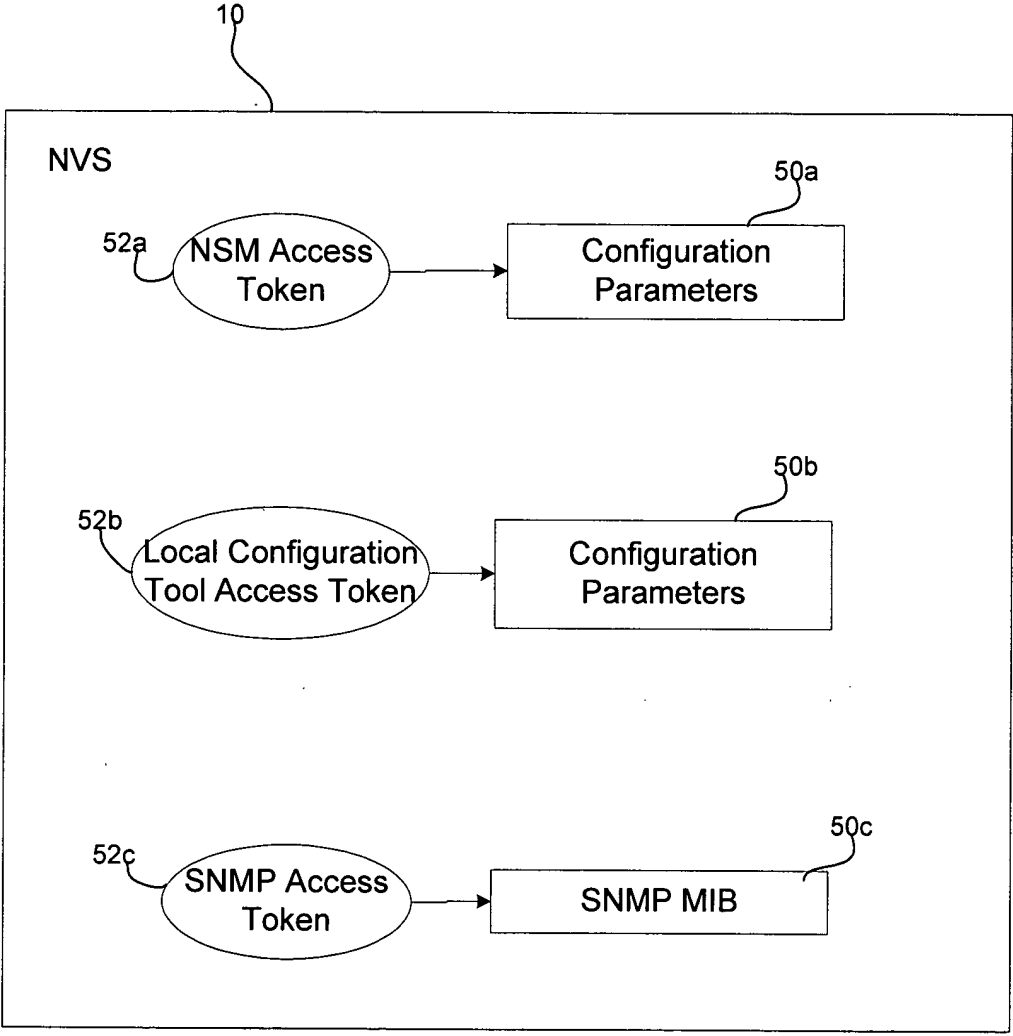 10
NVS
50a
52a
NSM Access
Token
Configuration
Parameters
50b
52b
Local Configuration
Tool Access Token
Configuration
Parameters
50c
52c
SNMP Access
Token
SNMP MIB